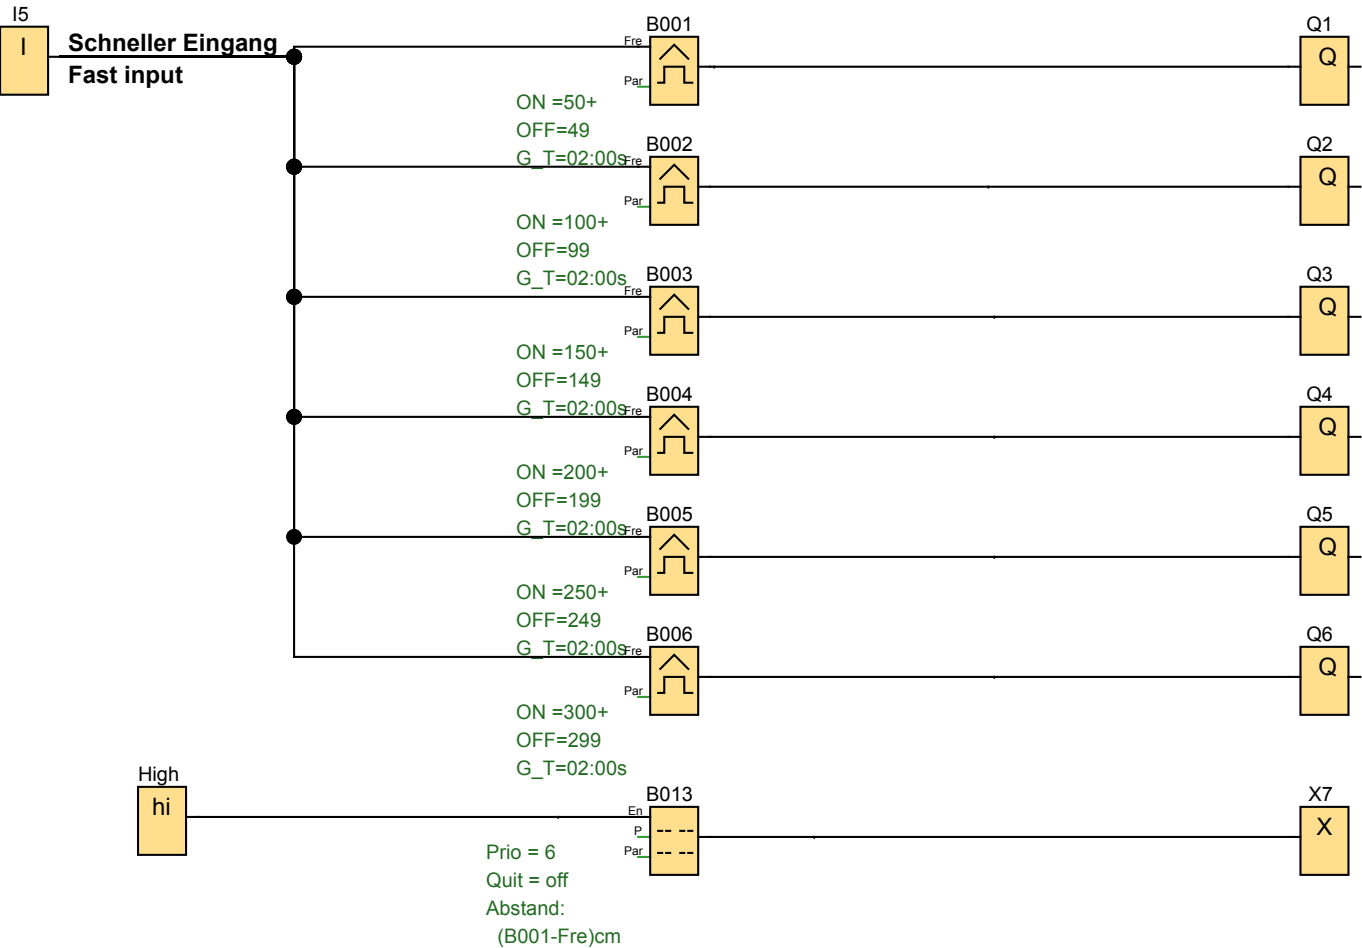 I5
I
Schneller Eingang
Fast input
B001
Fre
Par
ON =50+
OFF=49
G_T=02:00s
Q1
Q
B002
Fre
Par
ON =100+
OFF=99
G_T=02:00s
Q2
Q
B003
Fre
Par
ON =150+
OFF=149
G_T=02:00s
Q3
Q
B004
Fre
Par
ON =200+
OFF=199
G_T=02:00s
Q4
Q
B005
Fre
Par
ON =250+
OFF=249
G_T=02:00s
Q5
Q
B006
Fre
Par
ON =300+
OFF=299
G_T=02:00s
Q6
Q
High
hi
B013
En
P
Par
Prio = 6
Quit = off
Abstand:
(B001-Fre)cm
X7
X